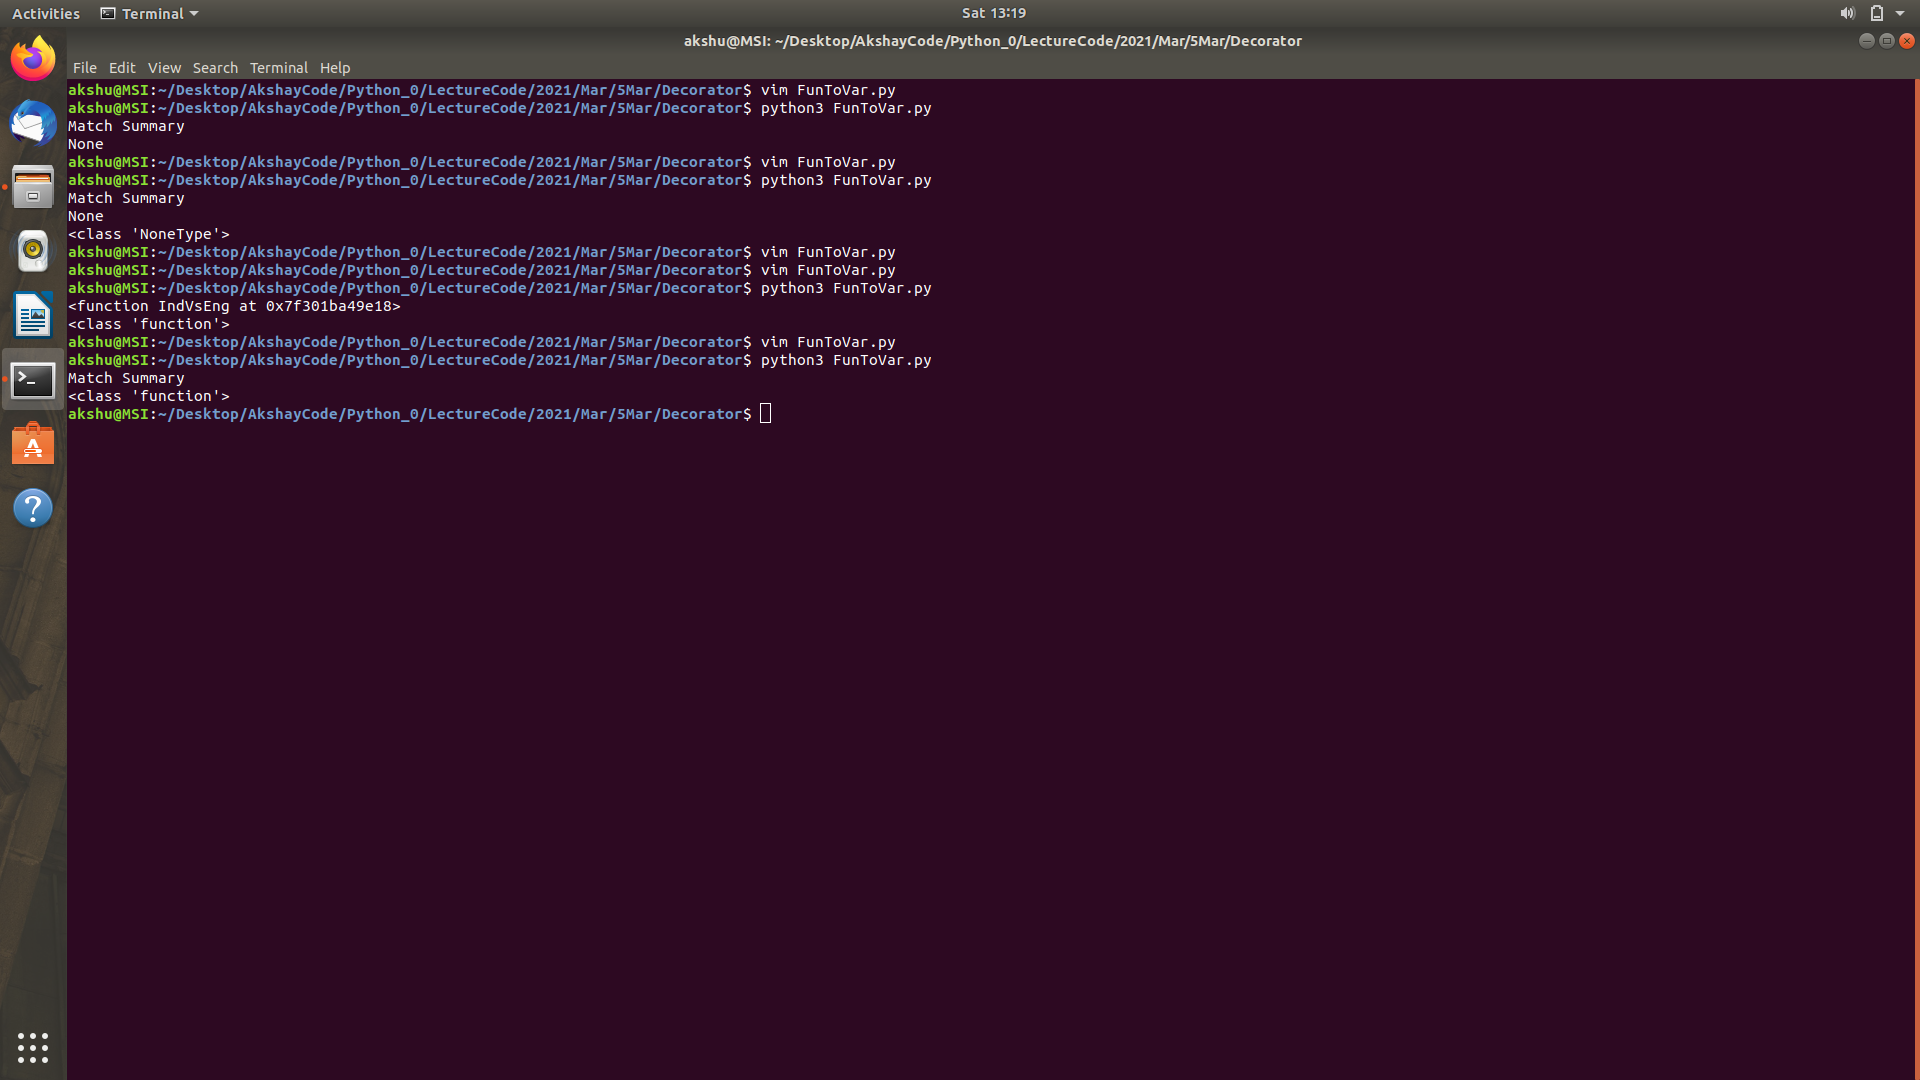 Activities Terminal Sat 13:19
akshu@MSI: ~/Desktop/AkshayCode/Python_0/LectureCode/2021/Mar/5Mar/Decorator
File Edit View Search Terminal Help
akshu@MSI:~/Desktop/AkshayCode/Python_0/LectureCode/2021/Mar/5Mar/Decorator$ vim FunToVar.py
akshu@MSI:~/Desktop/AkshayCode/Python_0/LectureCode/2021/Mar/5Mar/Decorator$ python3 FunToVar.py
Match Summary
None
akshu@MSI:~/Desktop/AkshayCode/Python_0/LectureCode/2021/Mar/5Mar/Decorator$ vim FunToVar.py
akshu@MSI:~/Desktop/AkshayCode/Python_0/LectureCode/2021/Mar/5Mar/Decorator$ python3 FunToVar.py
Match Summary
None
<class 'NoneType'>
akshu@MSI:~/Desktop/AkshayCode/Python_0/LectureCode/2021/Mar/5Mar/Decorator$ vim FunToVar.py
akshu@MSI:~/Desktop/AkshayCode/Python_0/LectureCode/2021/Mar/5Mar/Decorator$ vim FunToVar.py
akshu@MSI:~/Desktop/AkshayCode/Python_0/LectureCode/2021/Mar/5Mar/Decorator$ python3 FunToVar.py
<function IndVsEng at 0x7f301ba49e18>
<class 'function'>
akshu@MSI:~/Desktop/AkshayCode/Python_0/LectureCode/2021/Mar/5Mar/Decorator$ vim FunToVar.py
akshu@MSI:~/Desktop/AkshayCode/Python_0/LectureCode/2021/Mar/5Mar/Decorator$ python3 FunToVar.py
Match Summary
<class 'function'>
akshu@MSI:~/Desktop/AkshayCode/Python_0/LectureCode/2021/Mar/5Mar/Decorator$